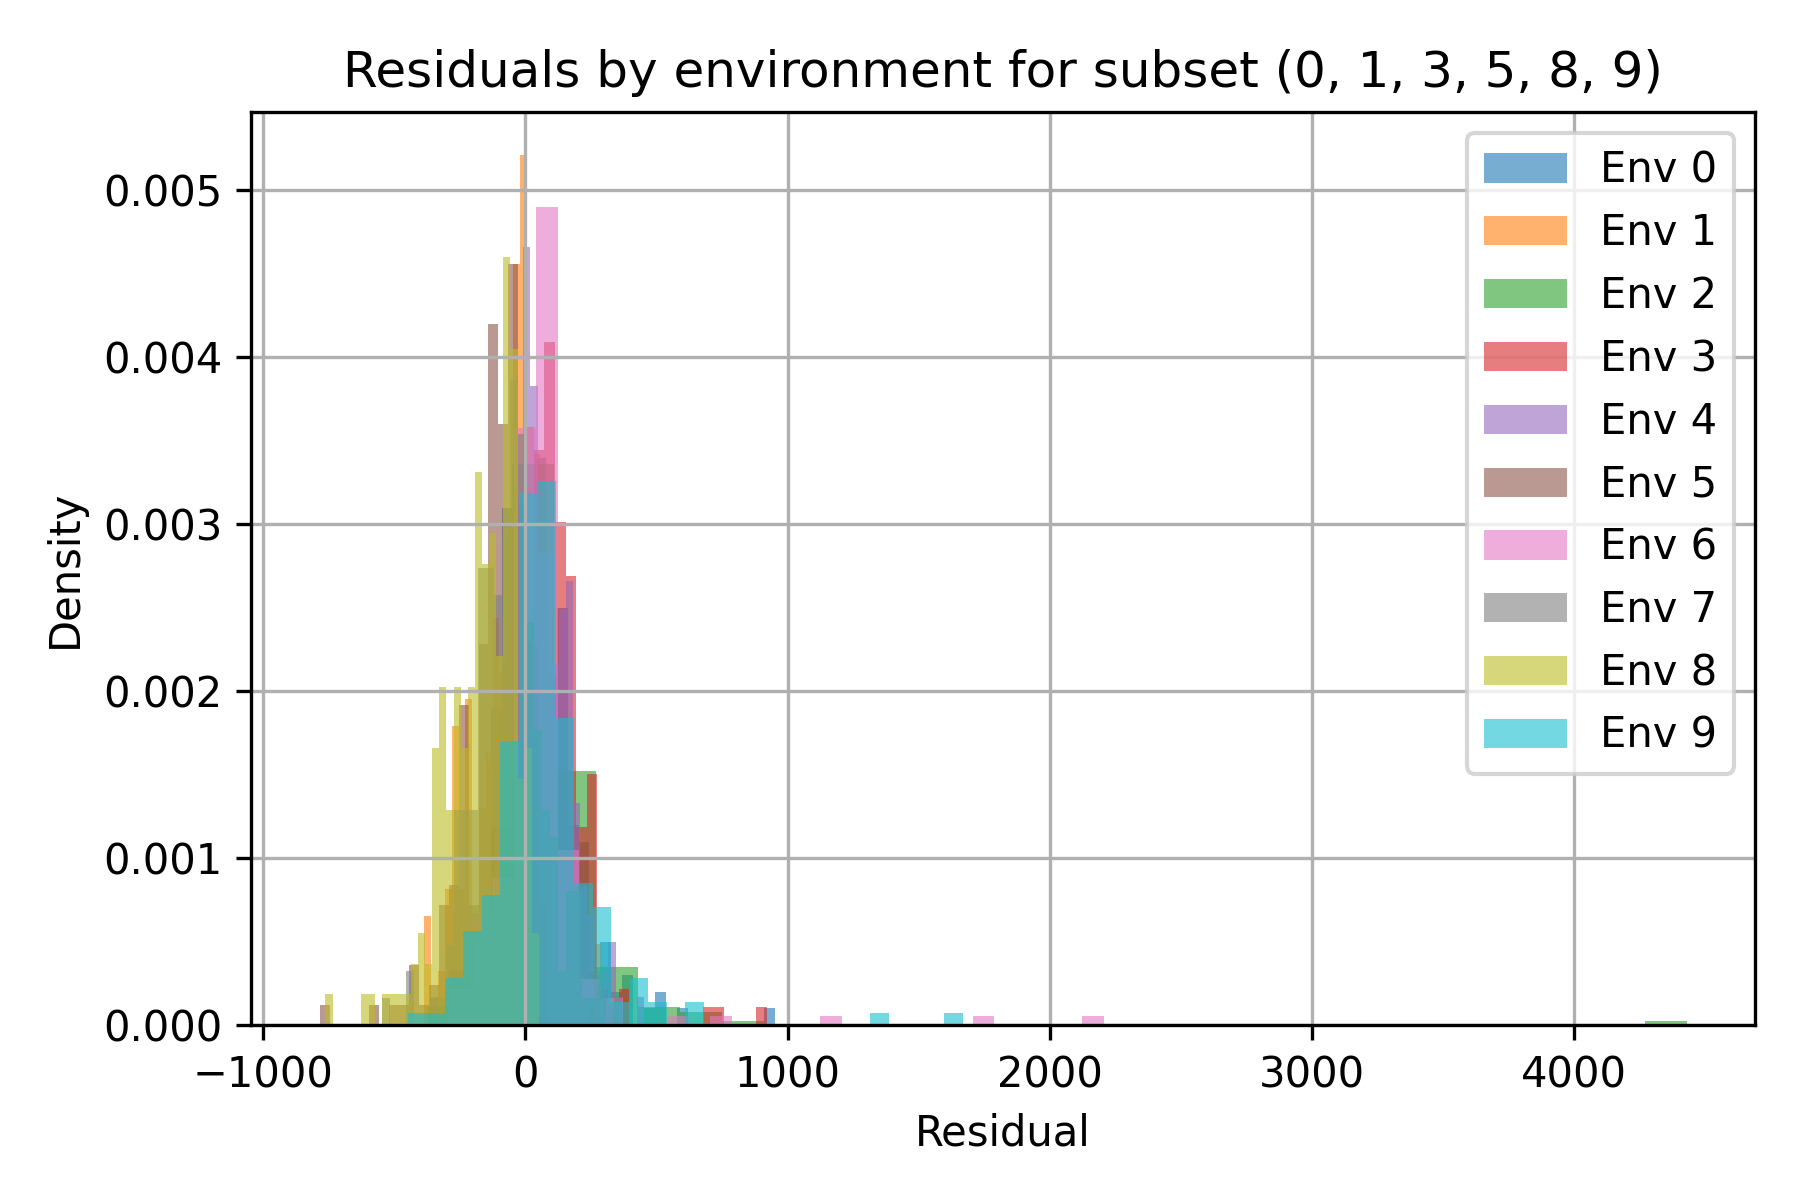 Residuals by environment for subset (0, 1, 3, 5, 8, 9)
Density
0.005
0.004
0.003
0.002
0.001
0.000
−1000
0
1000
2000
3000
4000
Residual
Env 0
Env 1
Env 2
Env 3
Env 4
Env 5
Env 6
Env 7
Env 8
Env 9